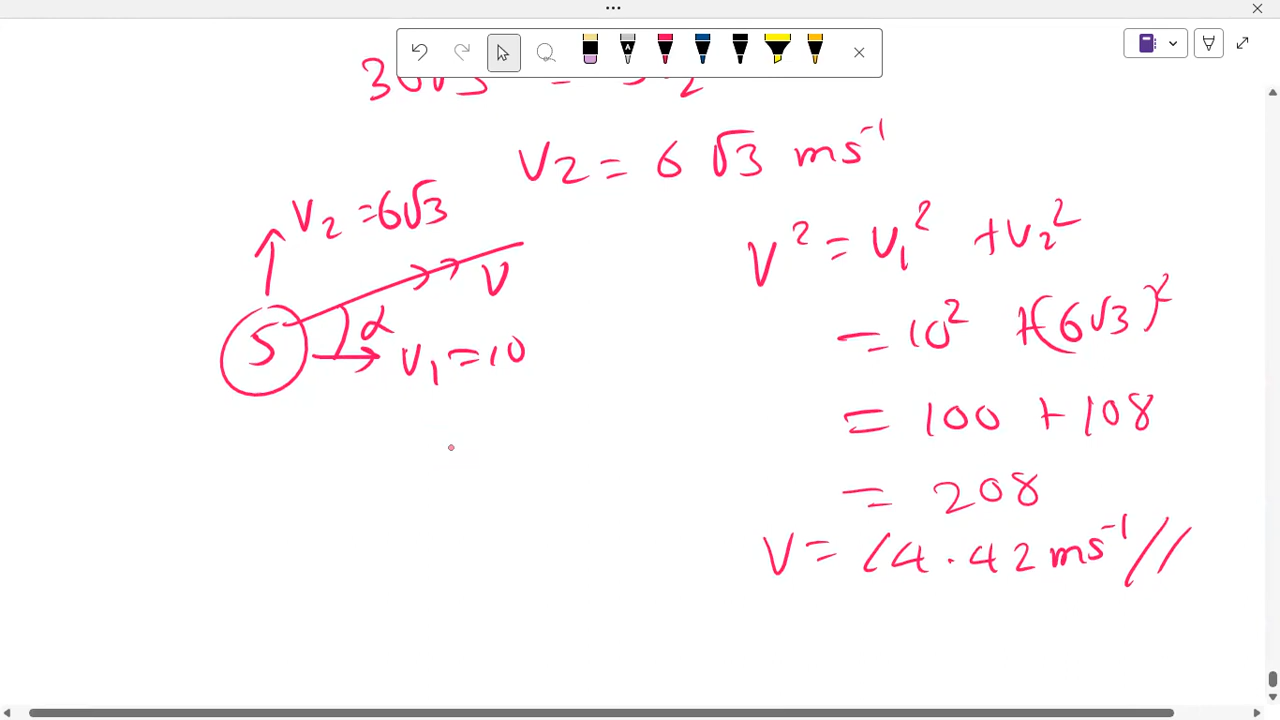 V2 = 6 √3 ms⁻¹
V₂ = 6√3
V
α
S
V₁ = 10
V² = V₁² + V₂²
= 10² + (6√3)²
= 100 + 108
= 208
V = 14.42 ms⁻¹ //